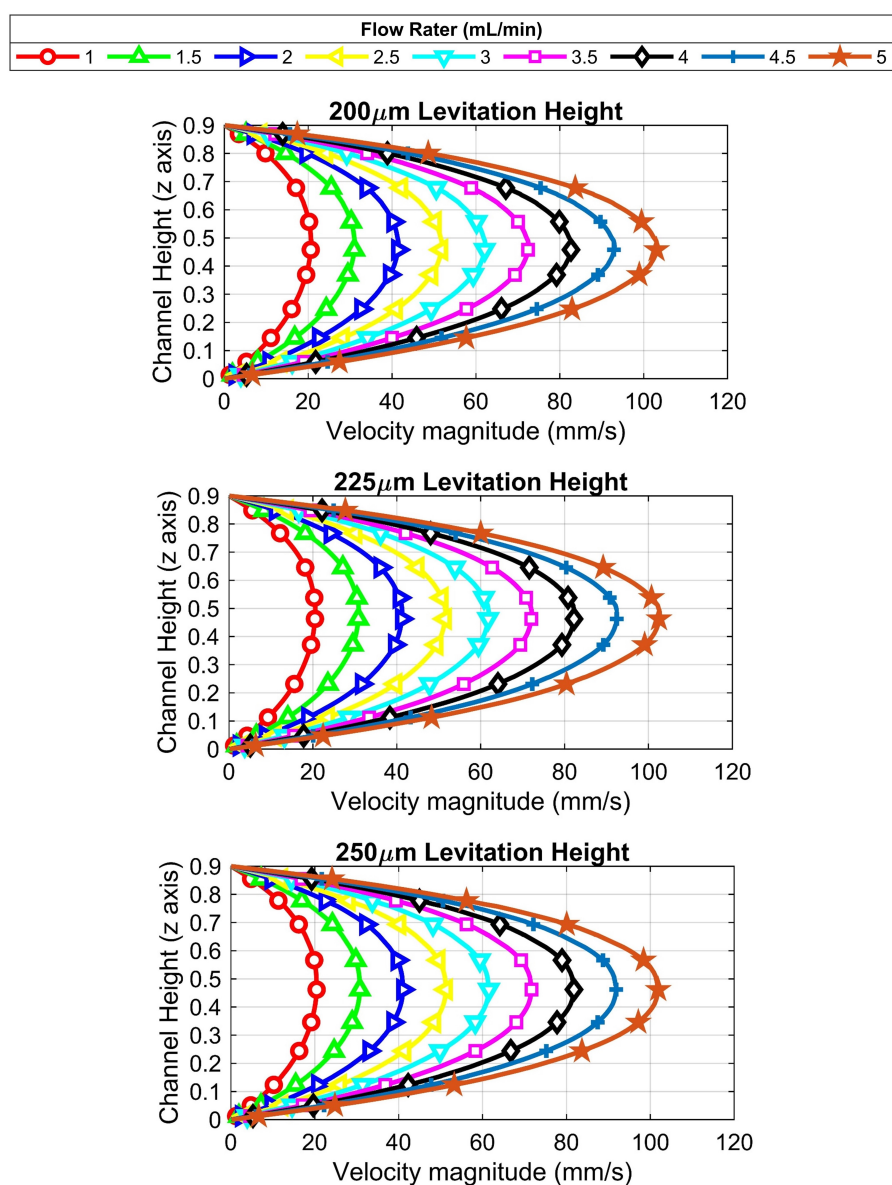 Flow Rater (mL/min)
1 1.5 2 2.5 3 3.5 4 4.5 5
200μm Levitation Height
Channel Height (z axis)
0.9
0.8
0.7
0.6
0.5
0.4
0.3
0.2
0.1
0
0 20 40 60 80 100 120
Velocity magnitude (mm/s)
225μm Levitation Height
Channel Height (z axis)
0.9
0.8
0.7
0.6
0.5
0.4
0.3
0.2
0.1
0
0 20 40 60 80 100 120
Velocity magnitude (mm/s)
250μm Levitation Height
Channel Height (z axis)
0.9
0.8
0.7
0.6
0.5
0.4
0.3
0.2
0.1
0
0 20 40 60 80 100 120
Velocity magnitude (mm/s)